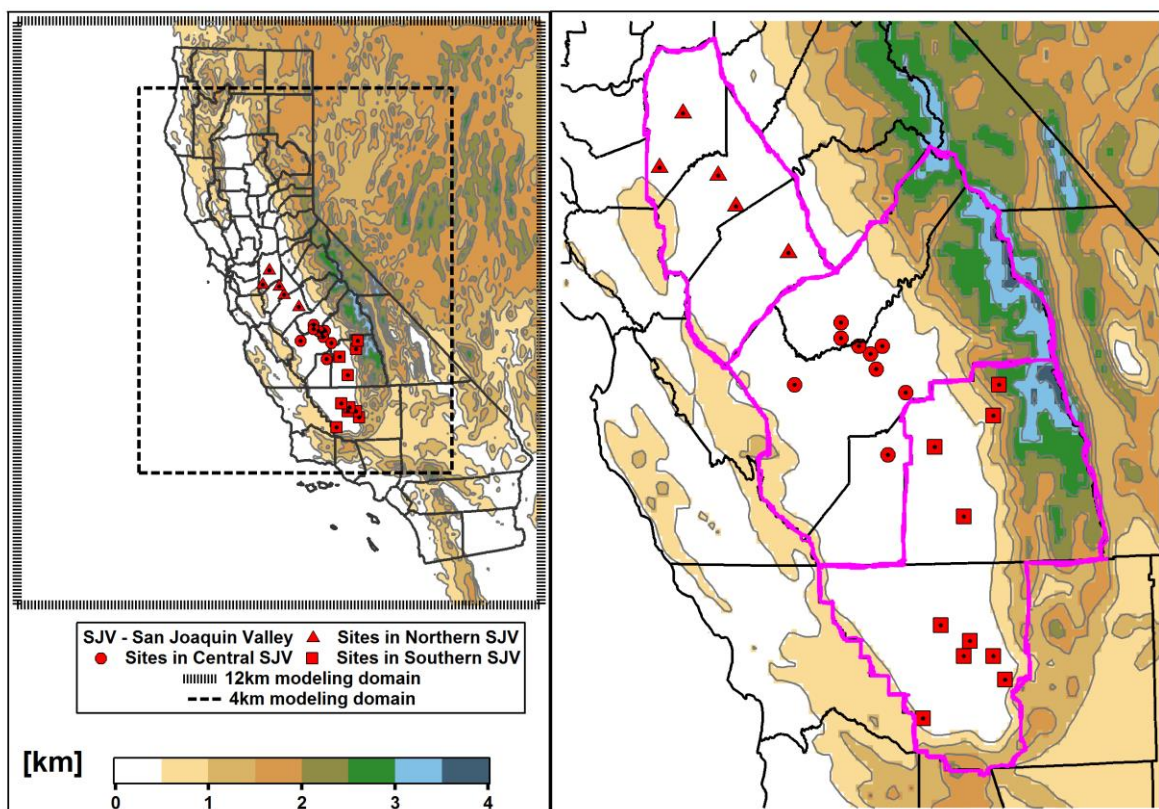 SJV - San Joaquin Valley Sites in Northern SJV
Sites in Central SJV Sites in Southern SJV
12km modeling domain
4km modeling domain
[km]
0 1 2 3 4